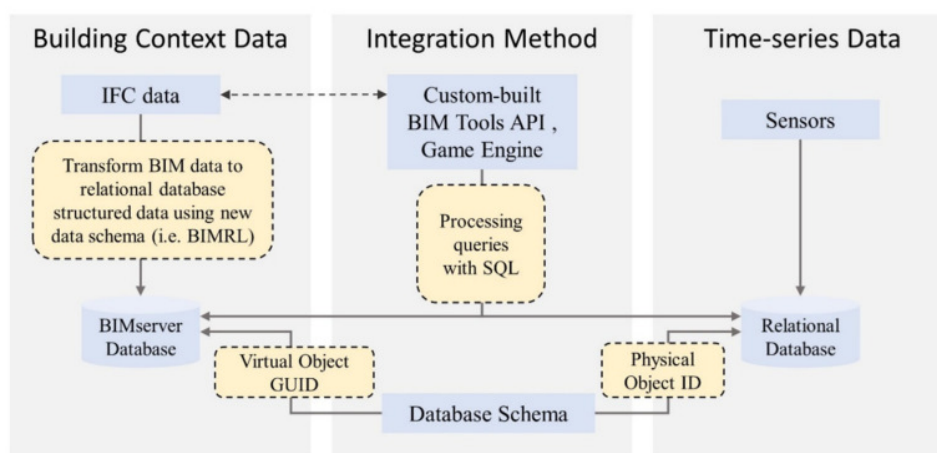 Building Context Data
Integration Method
Time-series Data
IFC data
Custom-built
BIM Tools API ,
Game Engine
Sensors
Transform BIM data to
relational database
structured data using new
data schema (i.e. BIMRL)
Processing
queries
with SQL
BIMserver
Database
Relational
Database
Virtual Object
GUID
Physical
Object ID
Database Schema